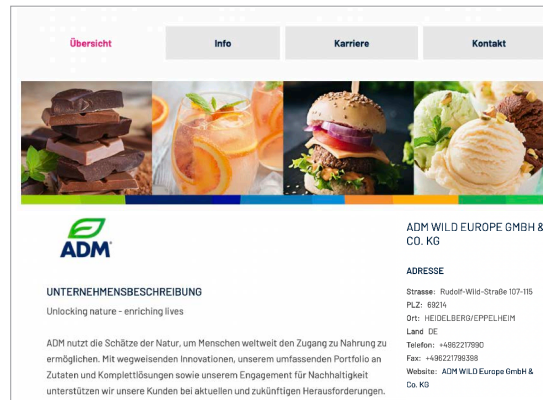 Übersicht
Info
Karriere
Kontakt
ADM
UNTERNEHMENSBESCHREIBUNG
Unlocking nature - enriching lives
ADM nutzt die Schätze der Natur, um Menschen weltweit den Zugang zu Nahrung zu
ermöglichen. Mit wegweisenden Innovationen, unserem umfassenden Portfolio an
Zutaten und Komplettlösungen sowie unserem Engagement für Nachhaltigkeit
unterstützen wir unsere Kunden bei aktuellen und zukünftigen Herausforderungen.
ADM WILD EUROPE GMBH &
CO. KG
ADRESSE
Strasse: Rudolf-Wild-Straße 107-115
PLZ: 69214
Ort: HEIDELBERG/EPPELHEIM
Land DE
Telefon: +4962217990
Fax: +496221799398
Website: ADM WILD Europe GmbH &
Co. KG